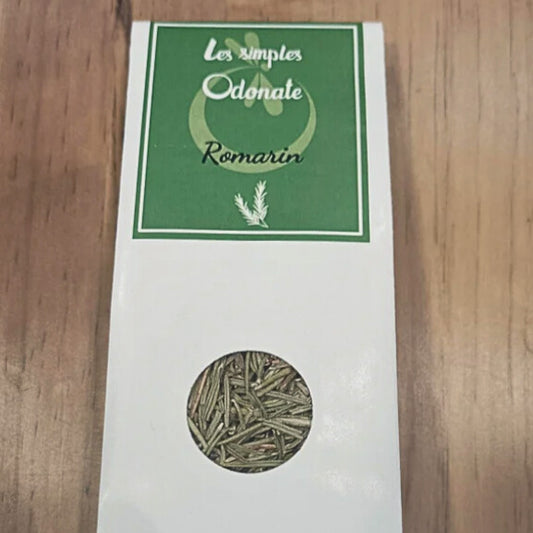 Les simples
Odonate
Romarin